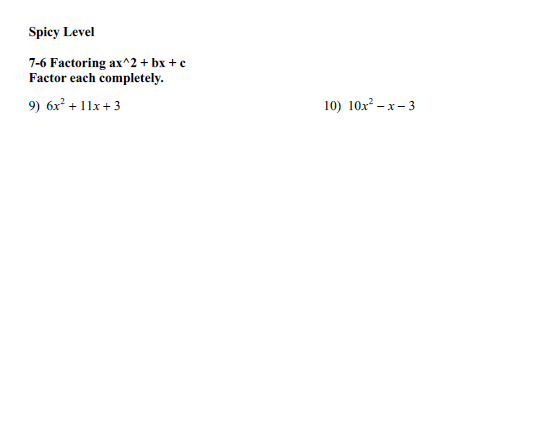 Spicy Level
7-6 Factoring ax^2 + bx + c
Factor each completely.
9) 6x² + 11x + 3
10) 10x² − x − 3